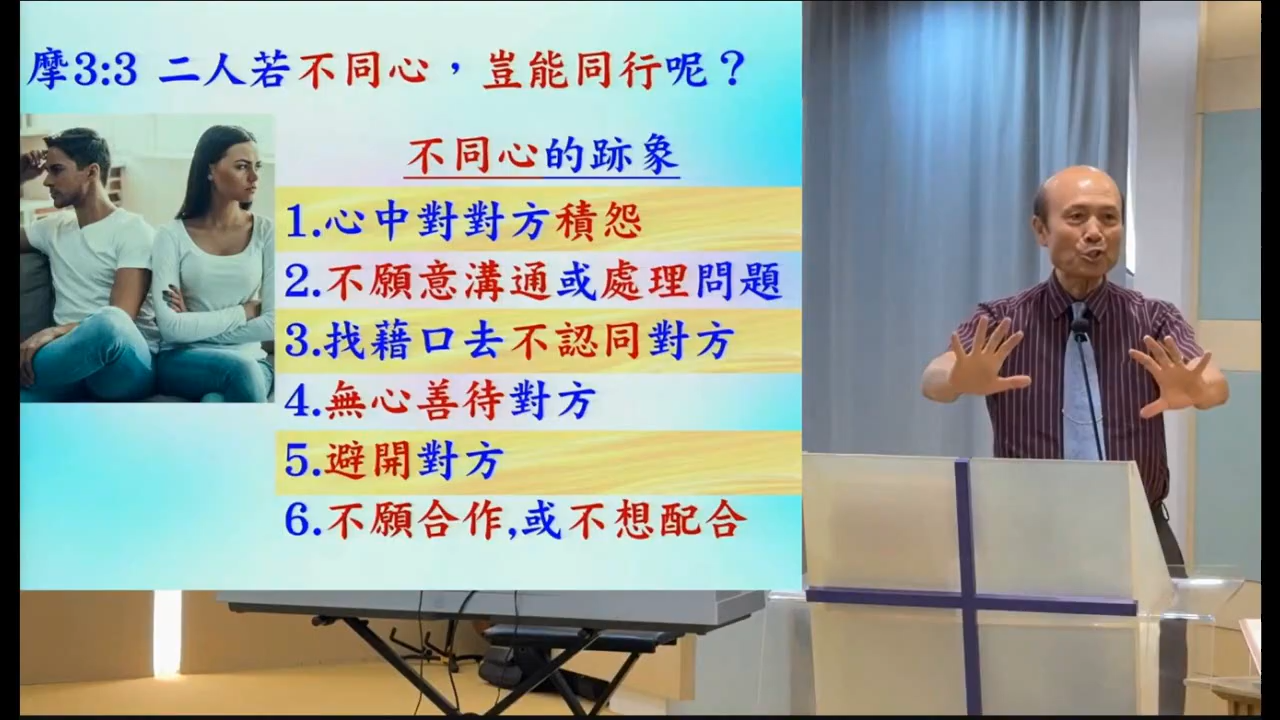 摩3:3 二人若不同心，豈能同行呢？
不同心的跡象
1.心中對對方積怨
2.不願意溝通或處理問題
3.找藉口去不認同對方
4.無心善待對方
5.避開對方
6.不願合作,或不想配合